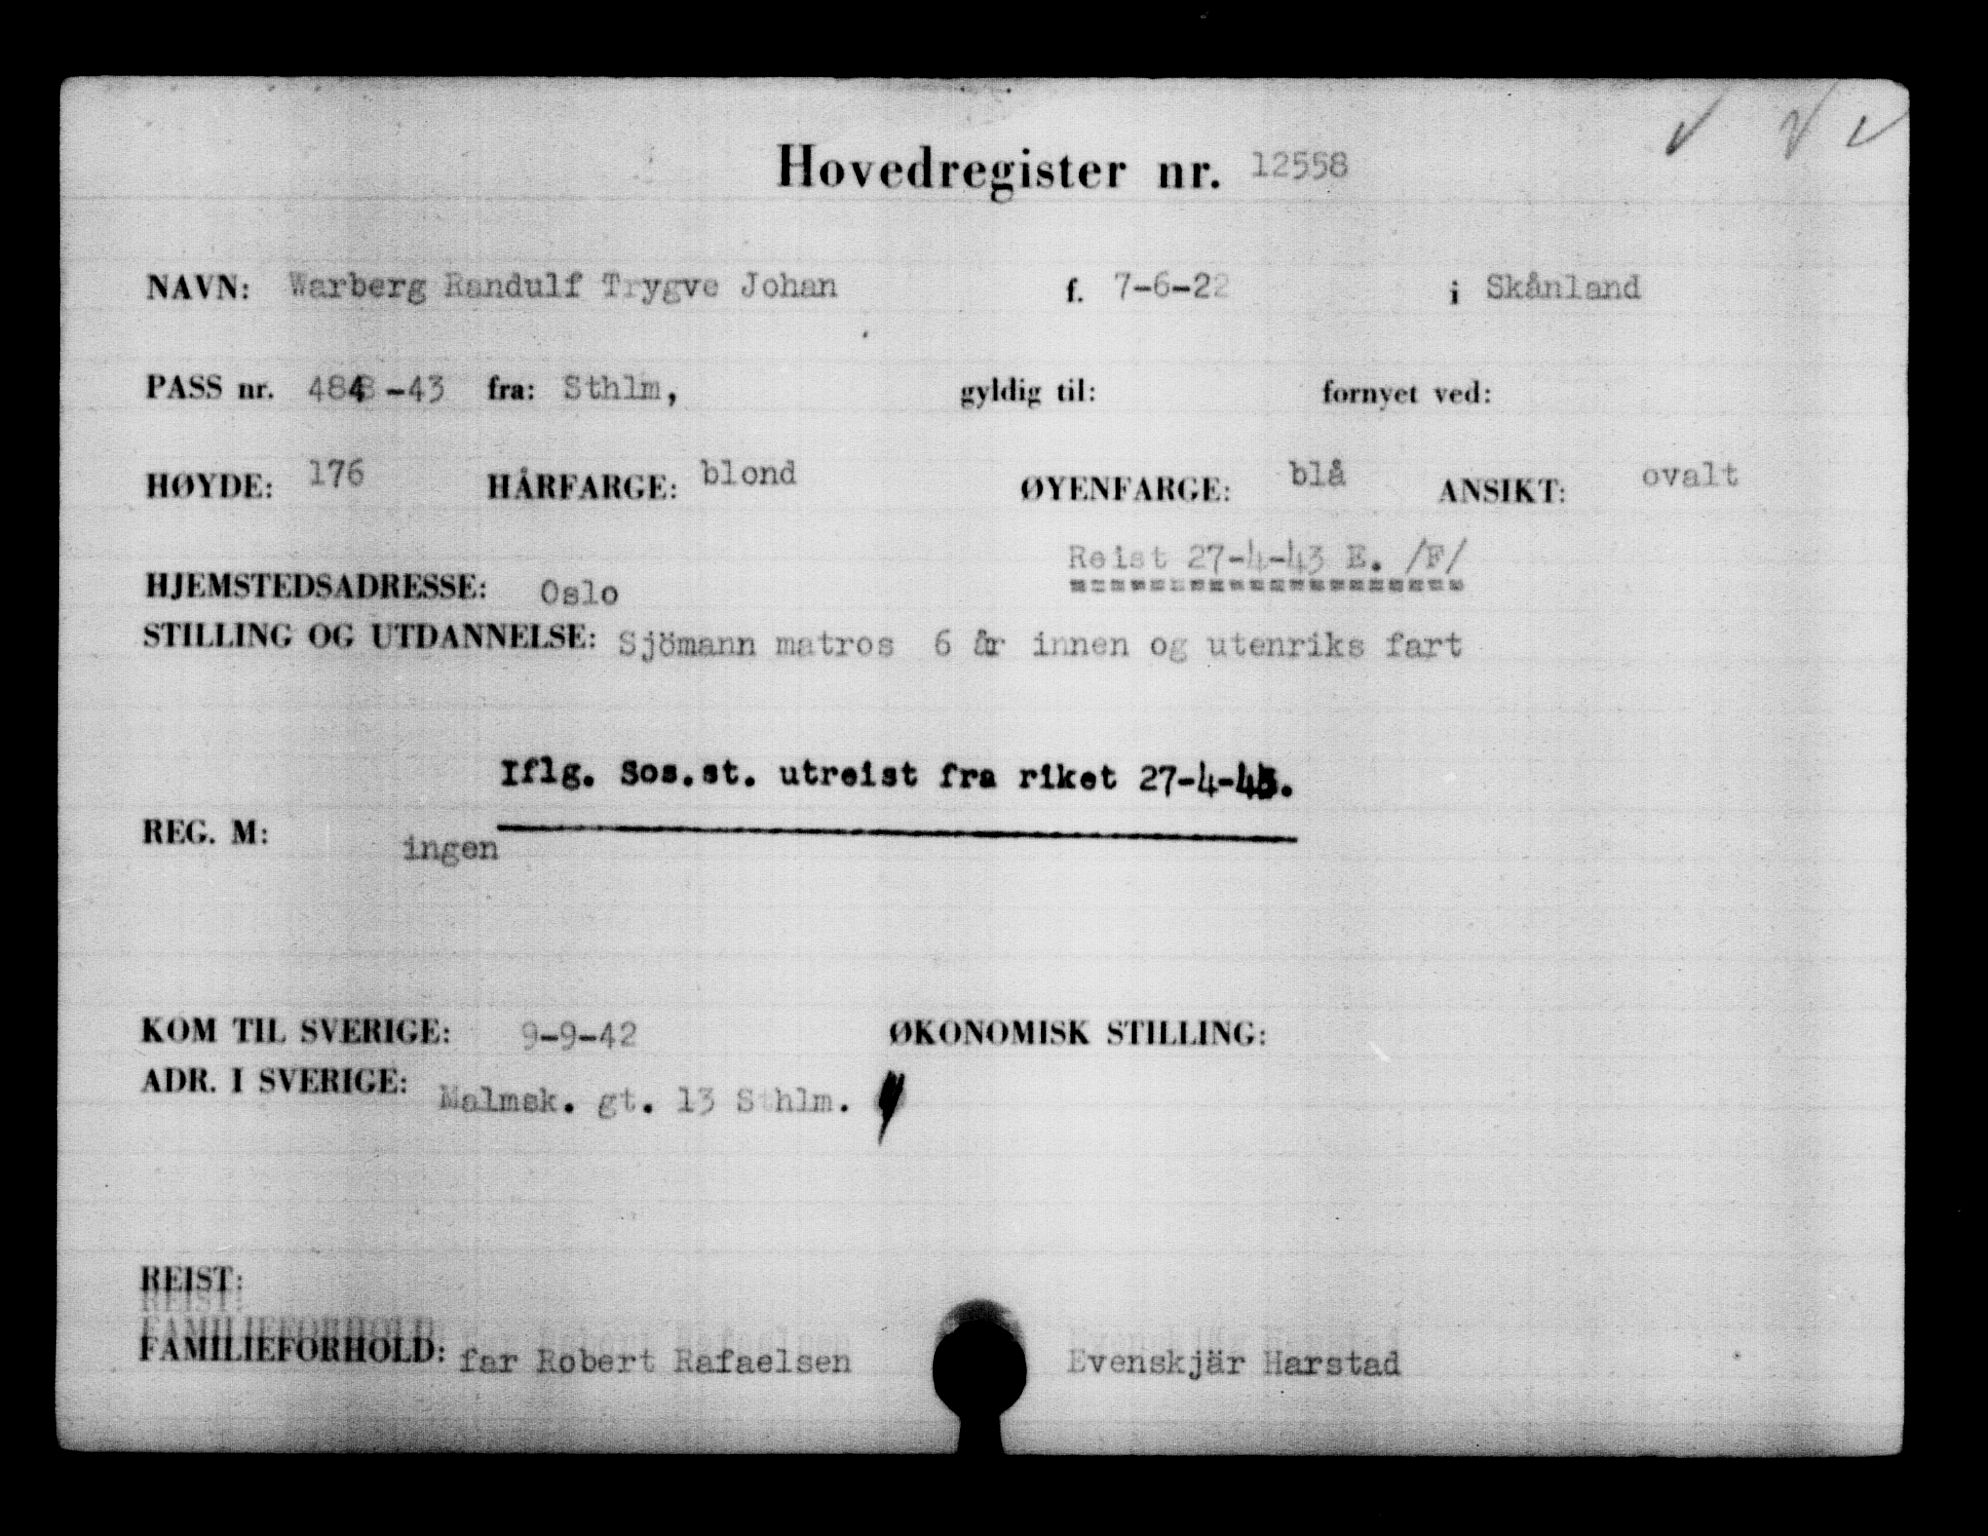 Hovedregister nr. 12558
NAVN: Warberg Randulf Trygve Johan f. 7-6-22 i Skånland
PASS nr. 484-43 fra: Sthlm, gyldig til: fornyet ved:
HØYDE: 176 HÅRFARGE: blond ØYENFARGE: blå ANSIKT: ovalt
Reist 27-4-43 E. /F/
HJEMSTEDSADRESSE: Oslo
STILLING OG UTDANNELSE: Sjömann matros 6 år innen og utenriks fart
Iflg. Sos.st. utreist fra riket 27-4-43.
REG. M: ingen
KOM TIL SVERIGE: 9-9-42 ØKONOMISK STILLING:
ADR. I SVERIGE: Malmsk. gt. 13 Sthlm.
REIST:
FAMILIEFORHOLD: far Robert Rafaelsen Evenskjär Harstad